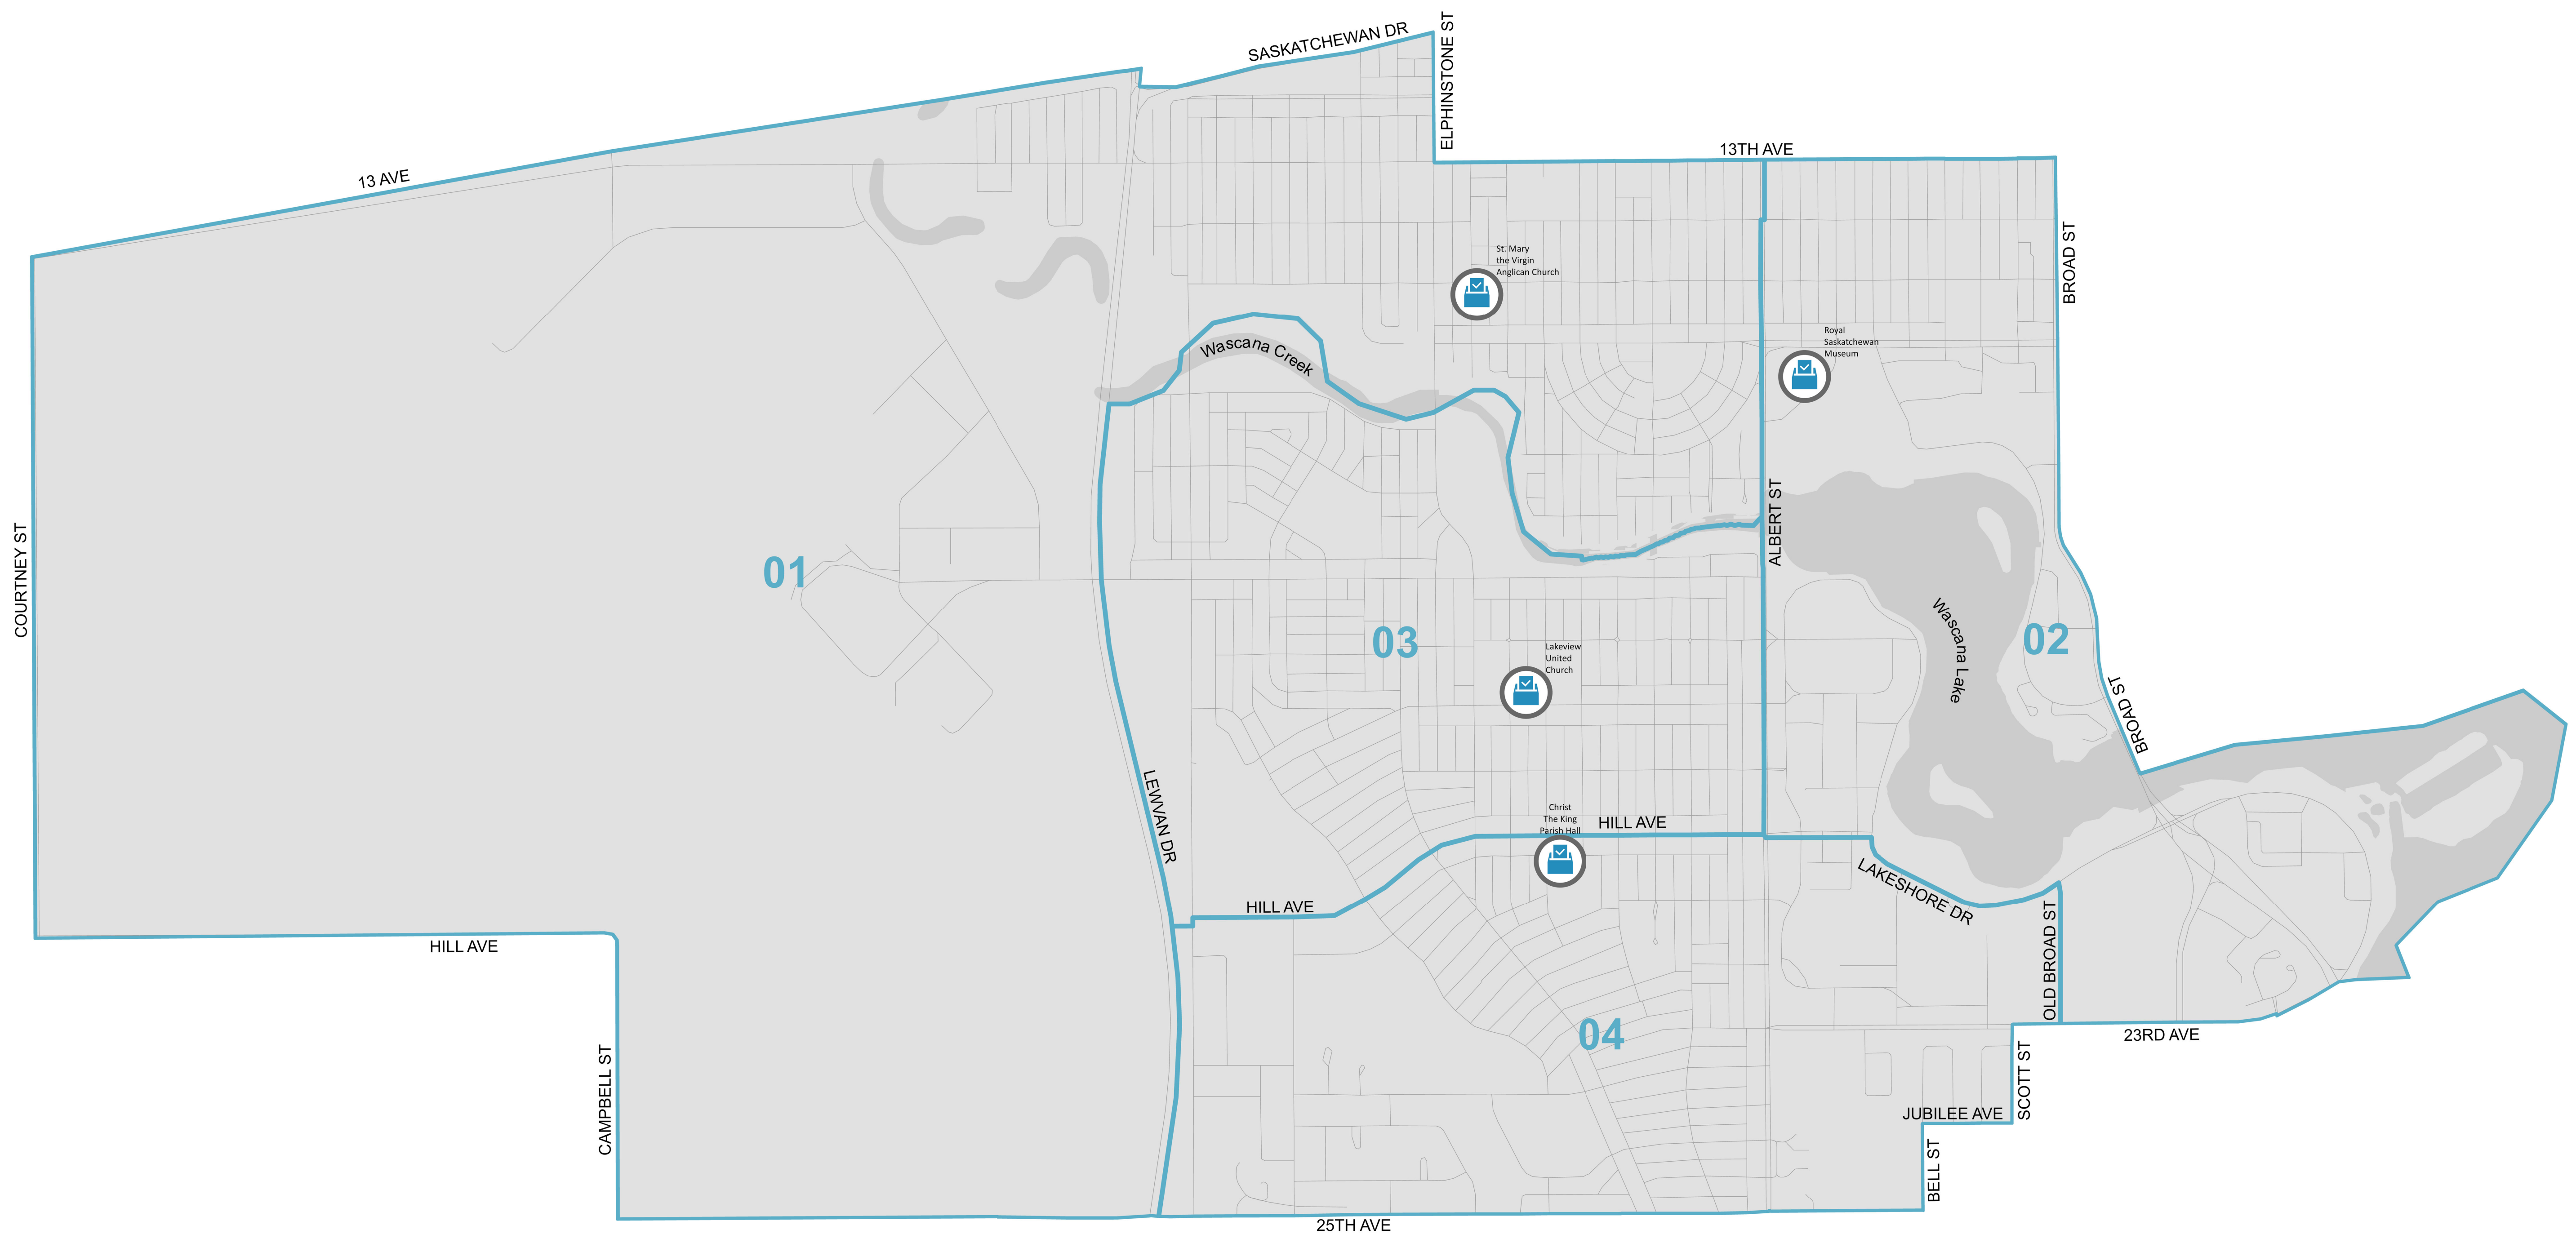 SASKATCHEWAN DR
ELPHINSTONE ST
13TH AVE
13 AVE
BROAD ST
St. Mary
the Virgin
Anglican Church
Royal
Saskatchewan
Museum
Wascana Creek
ALBERT ST
COURTNEY ST
01
03
02
Wascana Lake
Lakeview
United
Church
BROAD ST
LEWVAN DR
Christ
The King
Parish Hall
HILL AVE
LAKESHORE DR
HILL AVE
HILL AVE
OLD BROAD ST
04
23RD AVE
CAMPBELL ST
SCOTT ST
JUBILEE AVE
BELL ST
25TH AVE